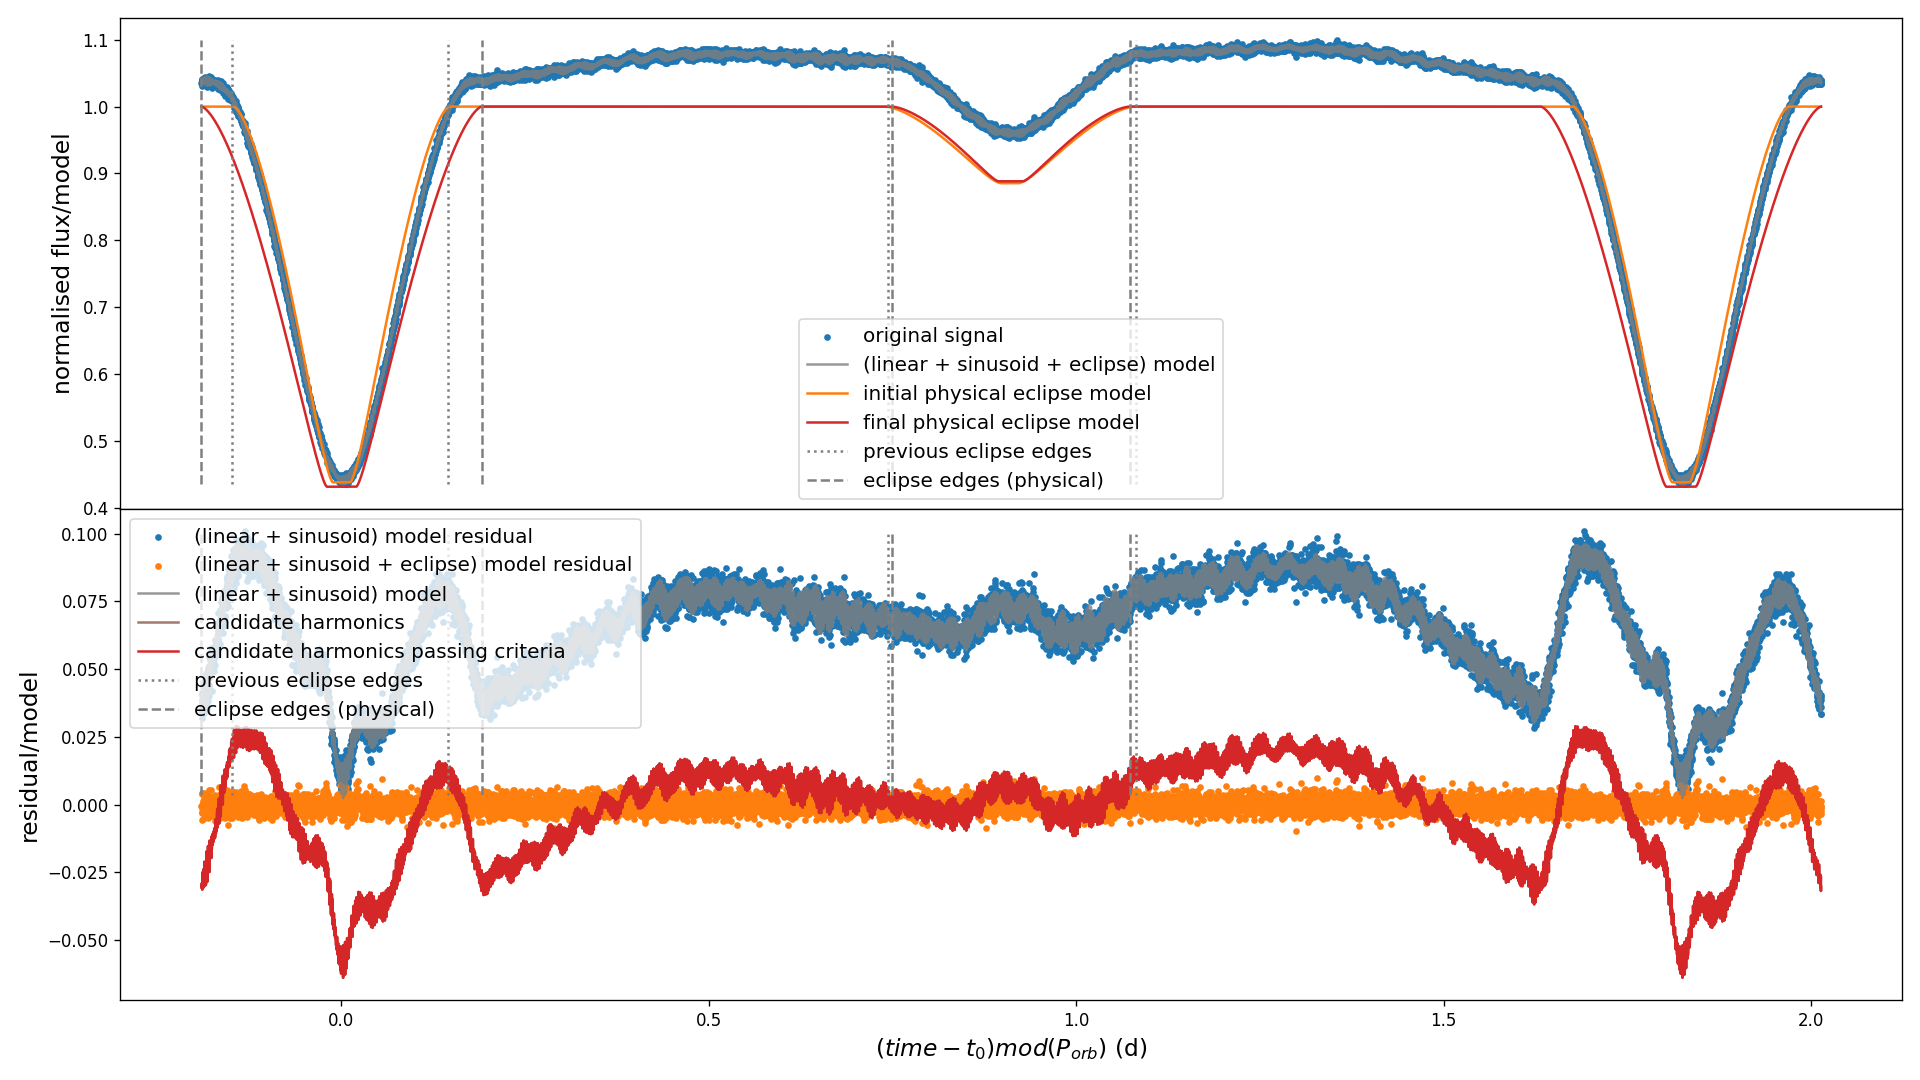 normalised flux/model
1.1
1.0
0.9
0.8
0.7
0.6
0.5
0.4
original signal
(linear + sinusoid + eclipse) model
initial physical eclipse model
final physical eclipse model
previous eclipse edges
eclipse edges (physical)
residual/model
0.100
0.075
0.050
0.025
0.000
−0.025
−0.050
(linear + sinusoid) model residual
(linear + sinusoid + eclipse) model residual
(linear + sinusoid) model
candidate harmonics
candidate harmonics passing criteria
previous eclipse edges
eclipse edges (physical)
0.0 0.5 1.0 1.5 2.0
(time − t₀)mod(P_orb) (d)